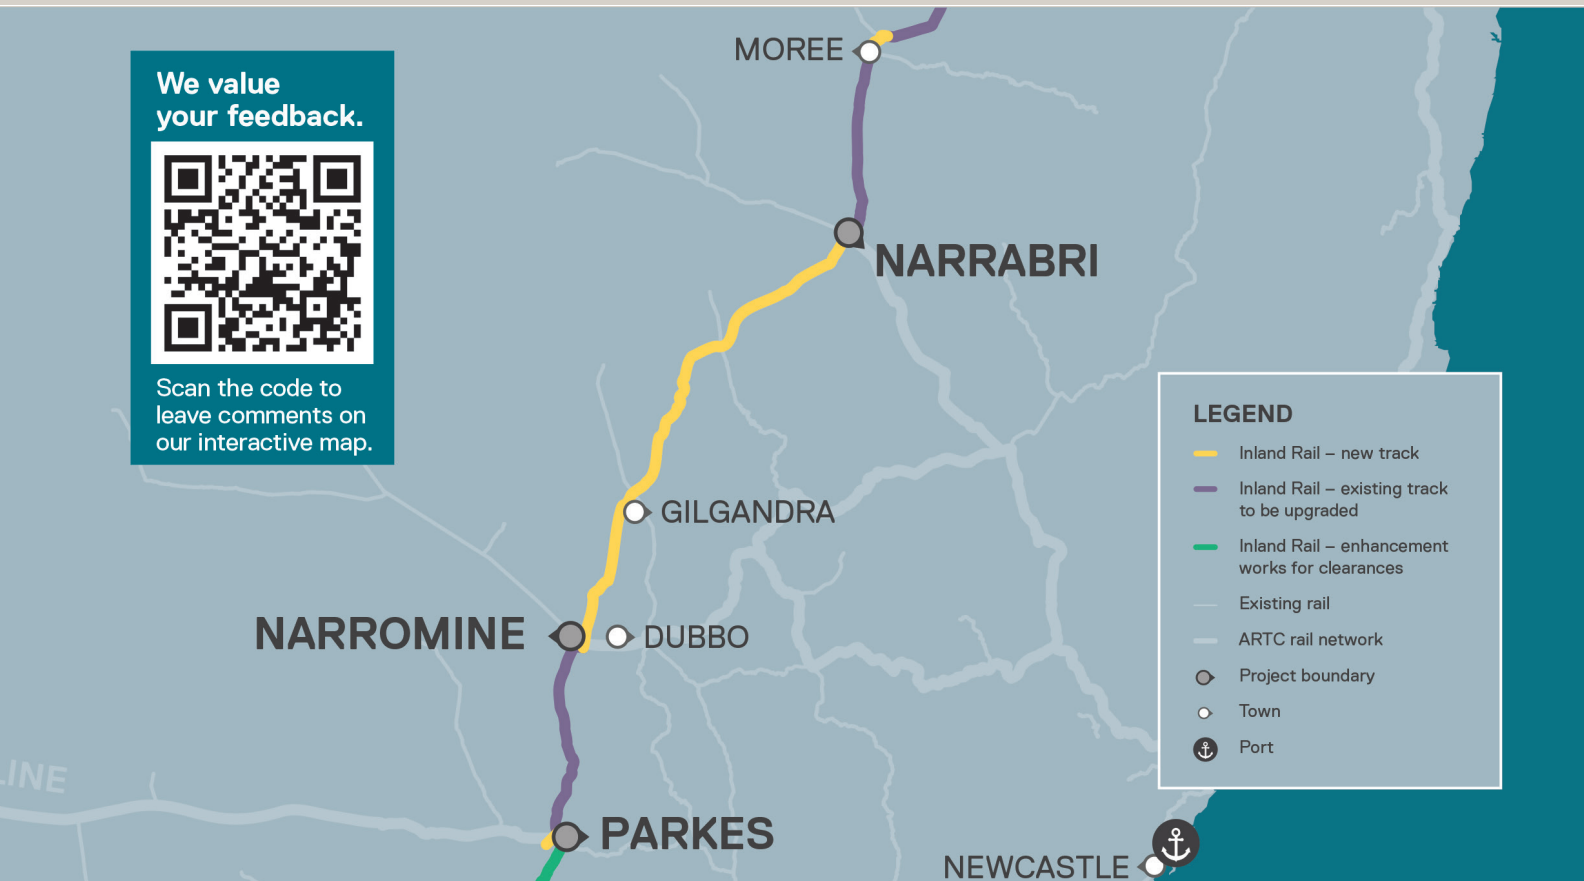 MOREE
We value
your feedback.
Scan the code to
leave comments on
our interactive map.
NARRABRI
GILGANDRA
NARROMINE
DUBBO
LINE
PARKES
NEWCASTLE
LEGEND
Inland Rail – new track
Inland Rail – existing track
to be upgraded
Inland Rail – enhancement
works for clearances
Existing rail
ARTC rail network
Project boundary
Town
Port